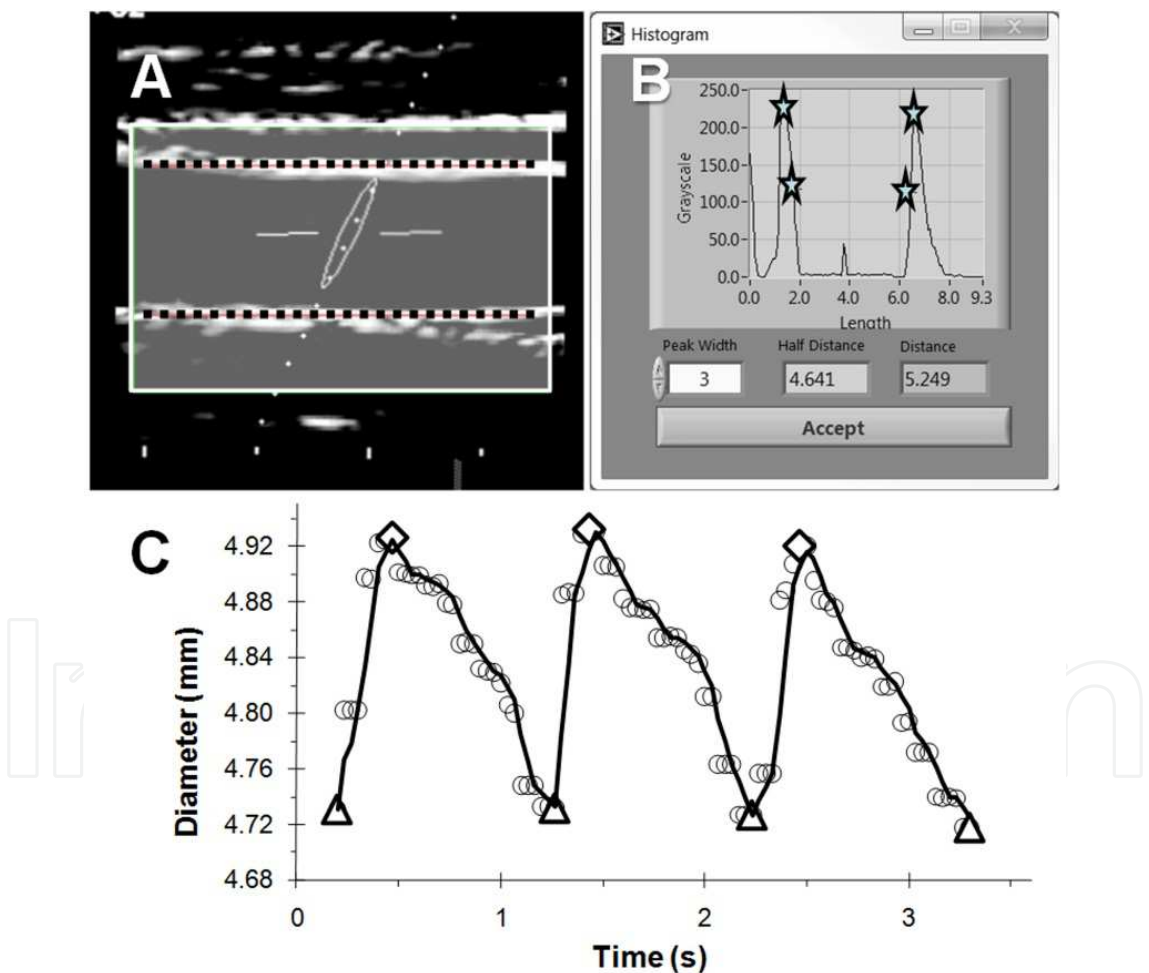 A
Histogram
B
250.0
200.0
150.0
100.0
50.0
0.0
Grayscale
0.0 2.0 4.0 6.0 8.0 9.3
Length
Peak Width Half Distance Distance
3 4.641 5.249
Accept
C
4.92
4.88
4.84
4.80
4.76
4.72
4.68
Diameter (mm)
0 1 2 3
Time (s)